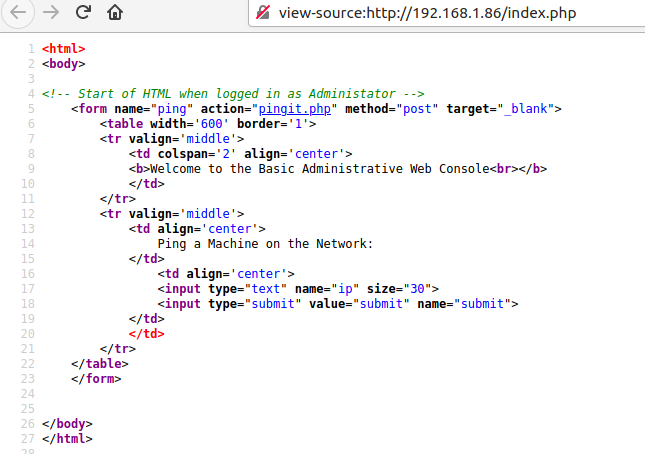 view-source:http://192.168.1.86/index.php
1 <html>
2 <body>
3
4 <!-- Start of HTML when logged in as Administator -->
5     <form name="ping" action="pingit.php" method="post" target="_blank">
6         <table width='600' border='1'>
7         <tr valign='middle'>
8             <td colspan='2' align='center'>
9             <b>Welcome to the Basic Administrative Web Console<br></b>
10             </td>
11         </tr>
12         <tr valign='middle'>
13             <td align='center'>
14                 Ping a Machine on the Network:
15             </td>
16                 <td align='center'>
17                 <input type="text" name="ip" size="30">
18                 <input type="submit" value="submit" name="submit">
19             </td>
20             </td>
21         </tr>
22     </table>
23     </form>
24
25
26 </body>
27 </html>
28